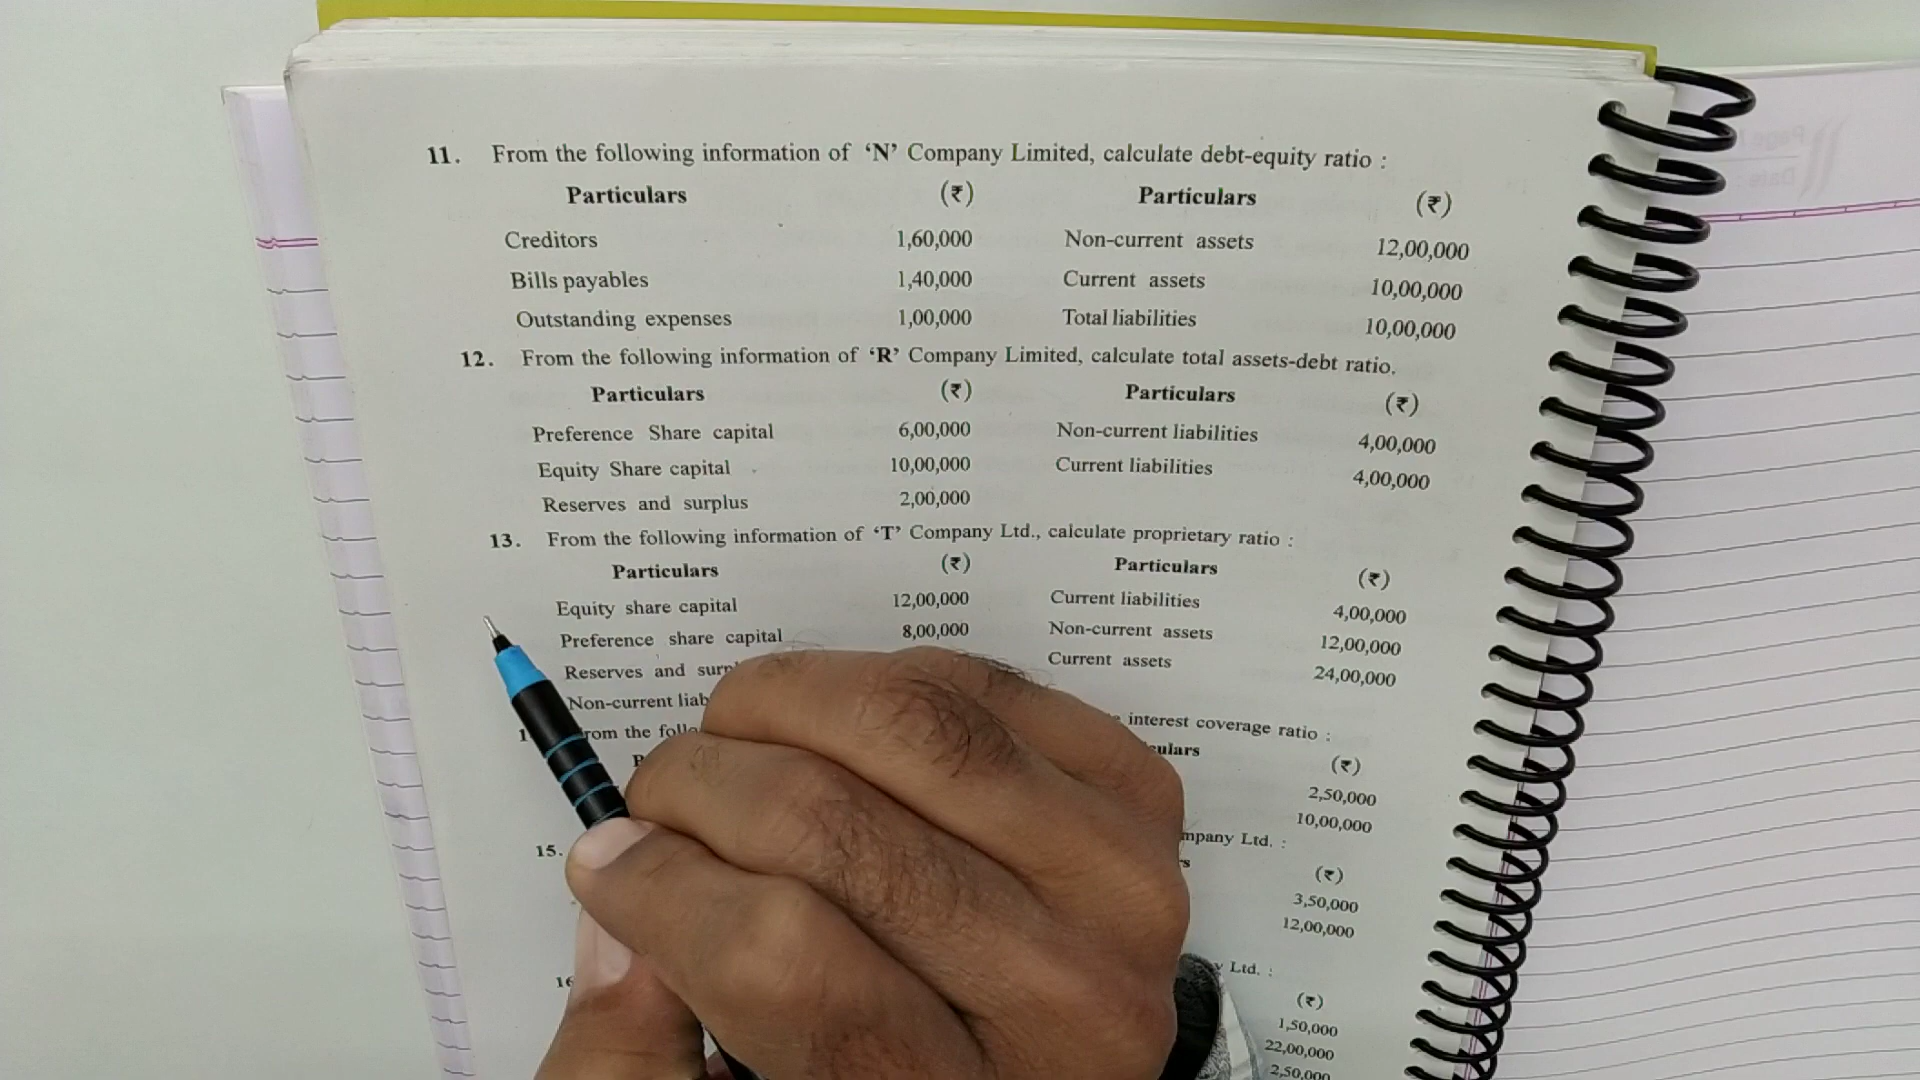 11. From the following information of ‘N’ Company Limited, calculate debt-equity ratio :
Particulars (₹) Particulars (₹)
Creditors 1,60,000 Non-current assets 12,00,000
Bills payables 1,40,000 Current assets 10,00,000
Outstanding expenses 1,00,000 Total liabilities 10,00,000
12. From the following information of ‘R’ Company Limited, calculate total assets-debt ratio.
Particulars (₹) Particulars (₹)
Preference Share capital 6,00,000 Non-current liabilities 4,00,000
Equity Share capital 10,00,000 Current liabilities 4,00,000
Reserves and surplus 2,00,000
13. From the following information of ‘T’ Company Ltd., calculate proprietary ratio :
Particulars (₹) Particulars (₹)
Equity share capital 12,00,000 Current liabilities 4,00,000
Preference share capital 8,00,000 Non-current assets 12,00,000
Reserves and Current assets 24,00,000
Non-current
the interest coverage ratio :
(₹)
2,50,000
10,00,000
15. Ltd. :
(₹)
3,50,000
12,00,000
Ltd. :
(₹)
1,50,000
22,00,000
2,50,000